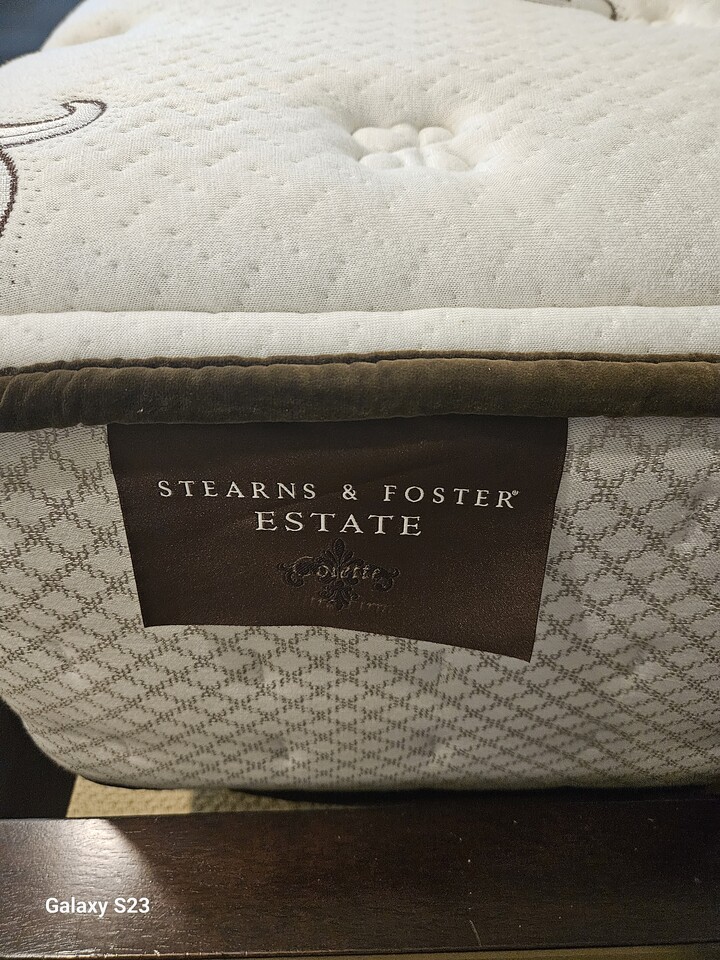 STEARNS & FOSTER®
ESTATE
Colette
Galaxy S23